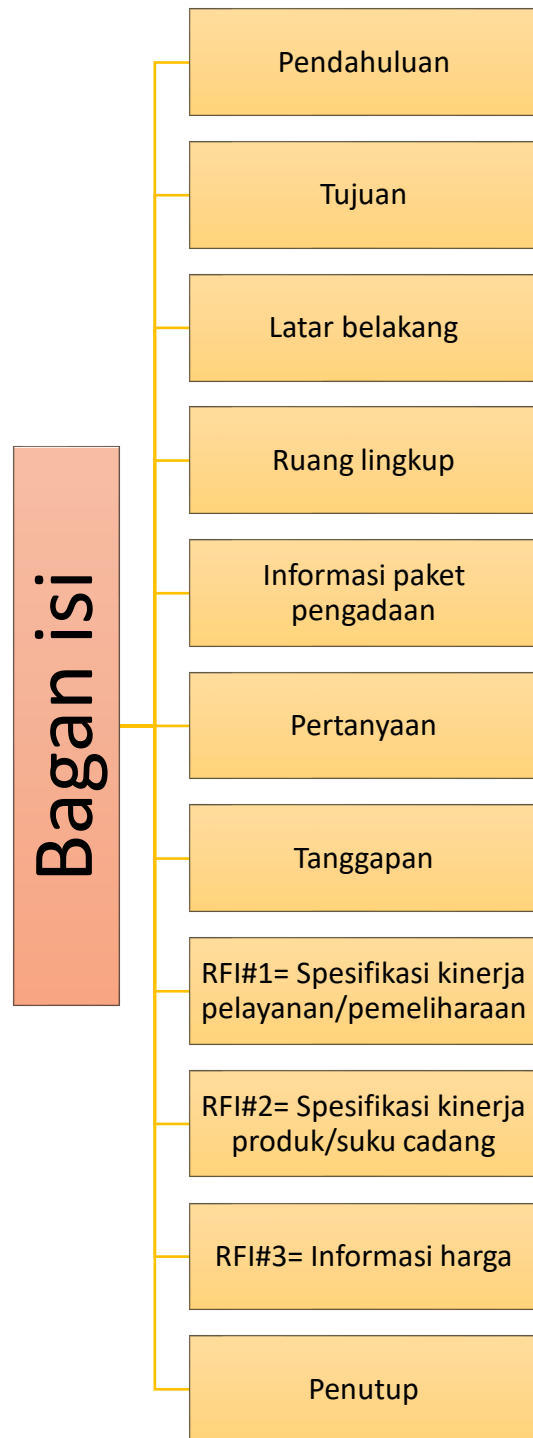 Bagan isi
Pendahuluan
Tujuan
Latar belakang
Ruang lingkup
Informasi paket
pengadaan
Pertanyaan
Tanggapan
RFI#1= Spesifikasi kinerja
pelayanan/pemeliharaan
RFI#2= Spesifikasi kinerja
produk/suku cadang
RFI#3= Informasi harga
Penutup